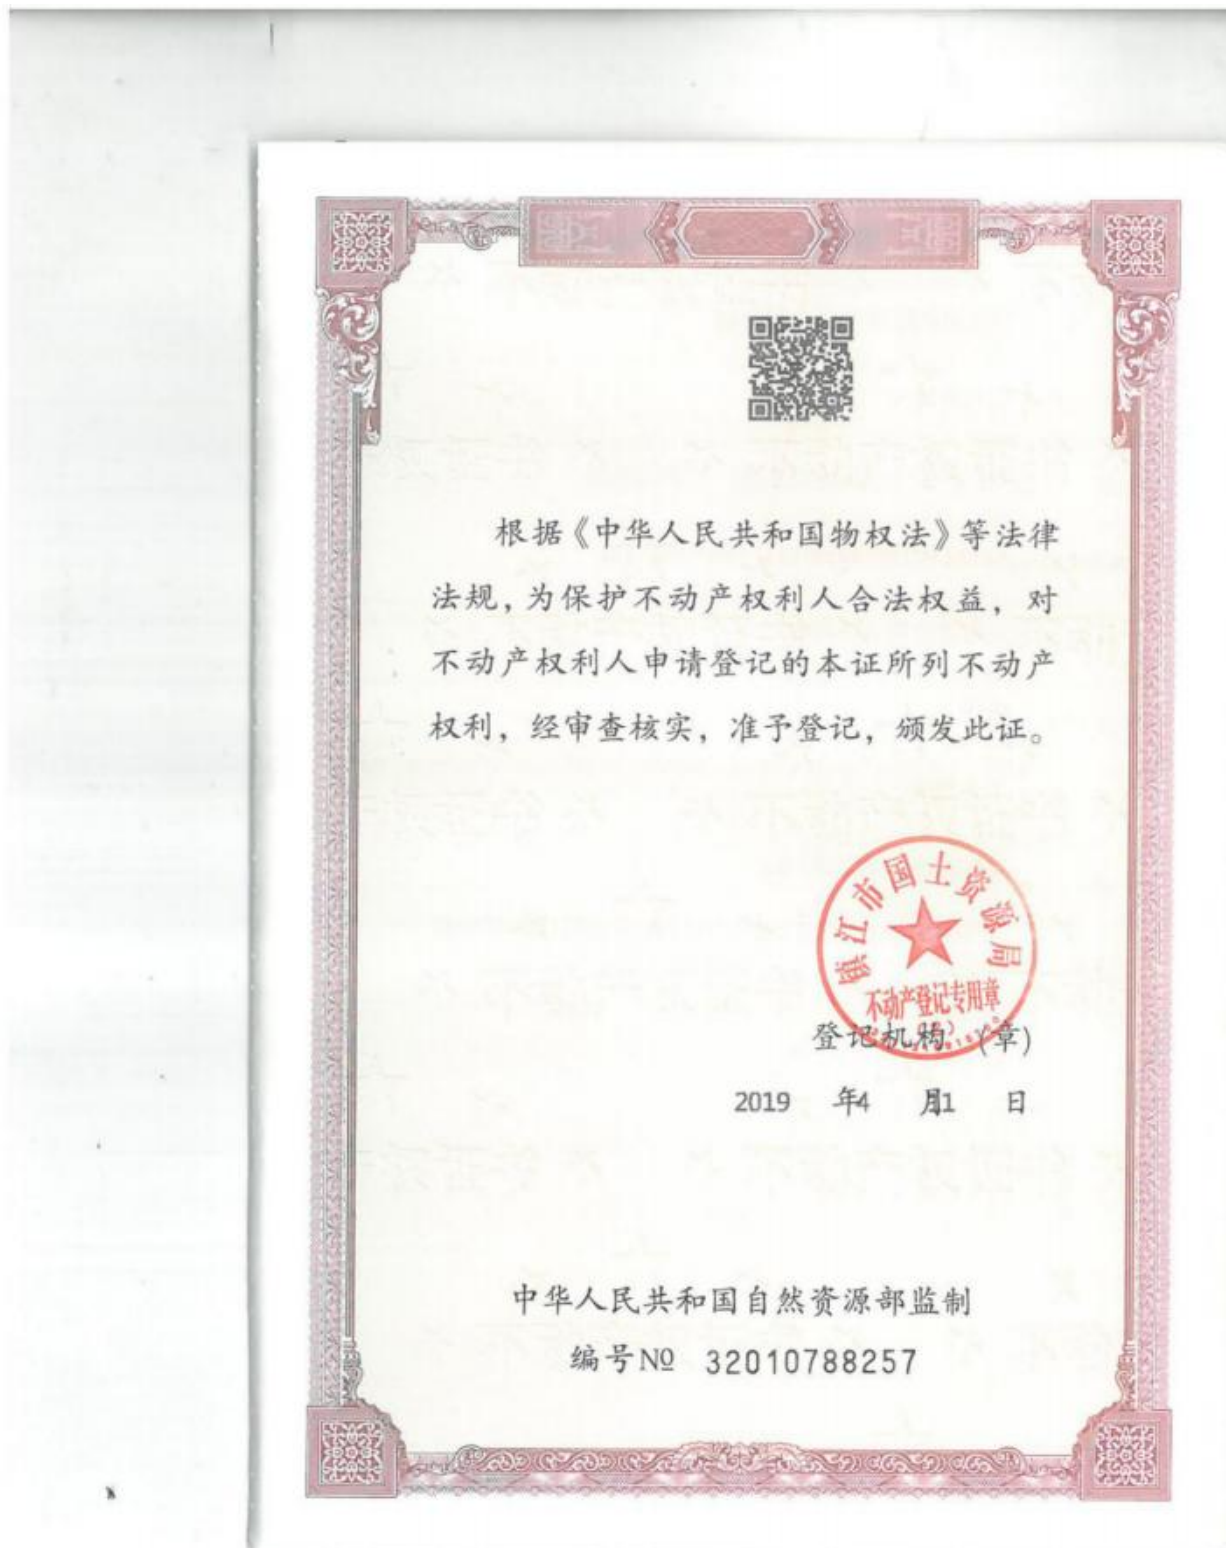 根据《中华人民共和国物权法》等法律
法规，为保护不动产权利人合法权益，对
不动产权利人申请登记的本证所列不动产
权利，经审查核实，准予登记，颁发此证。
镇江市国土资源局
不动产登记专用章
登记机构 (章)
2019 年4 月1 日
中华人民共和国自然资源部监制
编号№ 32010788257